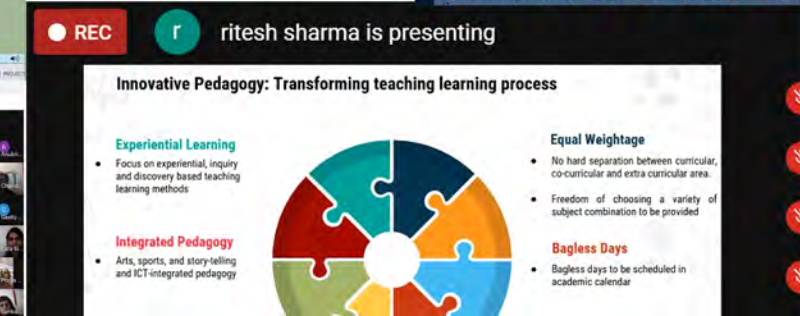 REC
r
ritesh sharma is presenting
Innovative Pedagogy: Transforming teaching learning process
Experiential Learning
• Focus on experiential, inquiry
and discovery based teaching
learning methods
Integrated Pedagogy
• Arts, sports, and story-telling
and ICT-integrated pedagogy
Equal Weightage
• No hard separation between curricular,
co-curricular and extra curricular area.
• Freedom of choosing a variety of
subject combination to be provided
Bagless Days
• Bagless days to be scheduled in
academic calendar